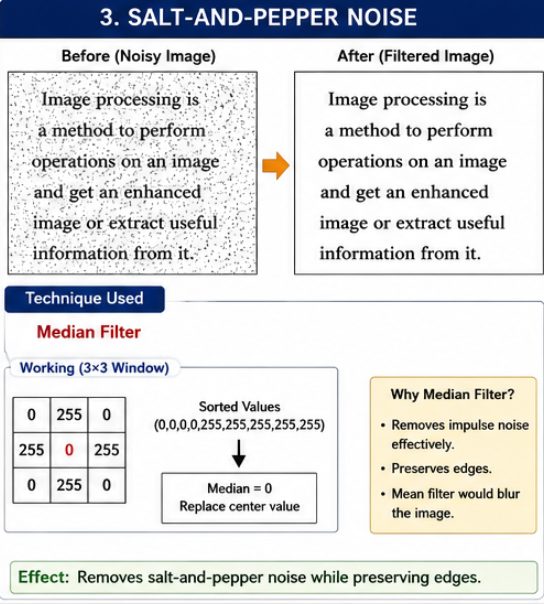 3. SALT-AND-PEPPER NOISE
Before (Noisy Image)
Image processing is
a method to perform
operations on an image
and get an enhanced
image or extract useful
information from it.
After (Filtered Image)
Image processing is
a method to perform
operations on an image
and get an enhanced
image or extract useful
information from it.
Technique Used
Median Filter
Working (3×3 Window)
0 255 0
255 0 255
0 255 0
Sorted Values
(0,0,0,0,255,255,255,255,255)
Median = 0
Replace center value
Why Median Filter?
• Removes impulse noise
effectively.
• Preserves edges.
• Mean filter would blur
the image.
Effect: Removes salt-and-pepper noise while preserving edges.